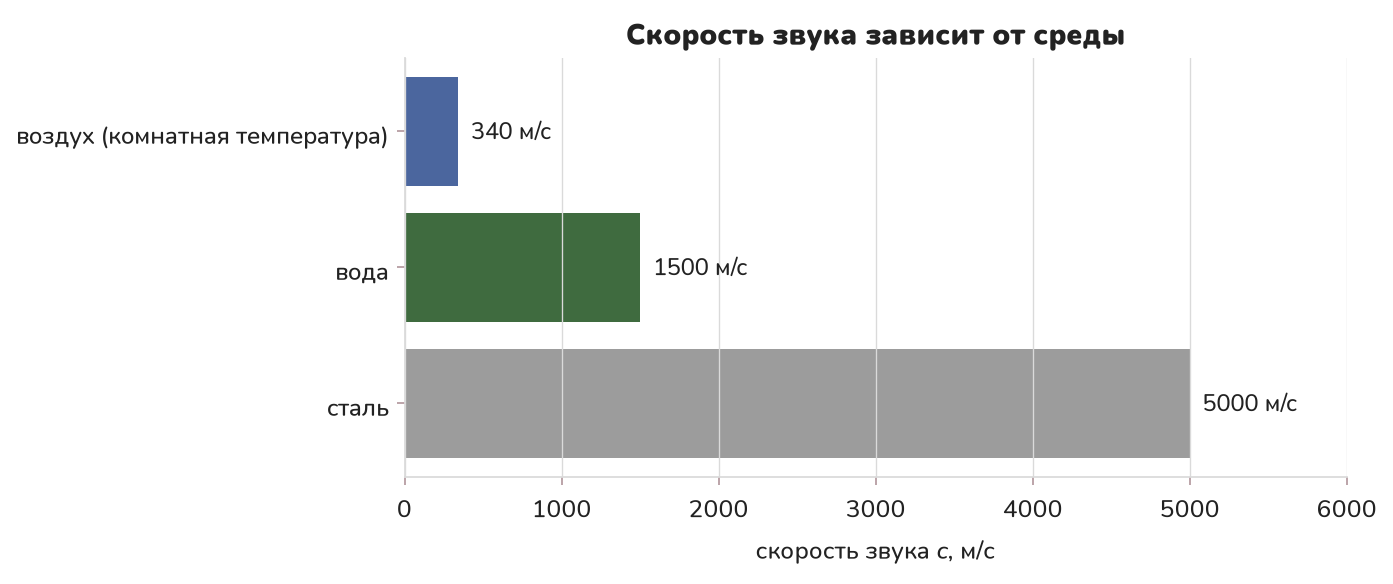 Скорость звука зависит от среды
воздух (комнатная температура)
340 м/с
вода
1500 м/с
сталь
5000 м/с
0 1000 2000 3000 4000 5000 6000
скорость звука c, м/с